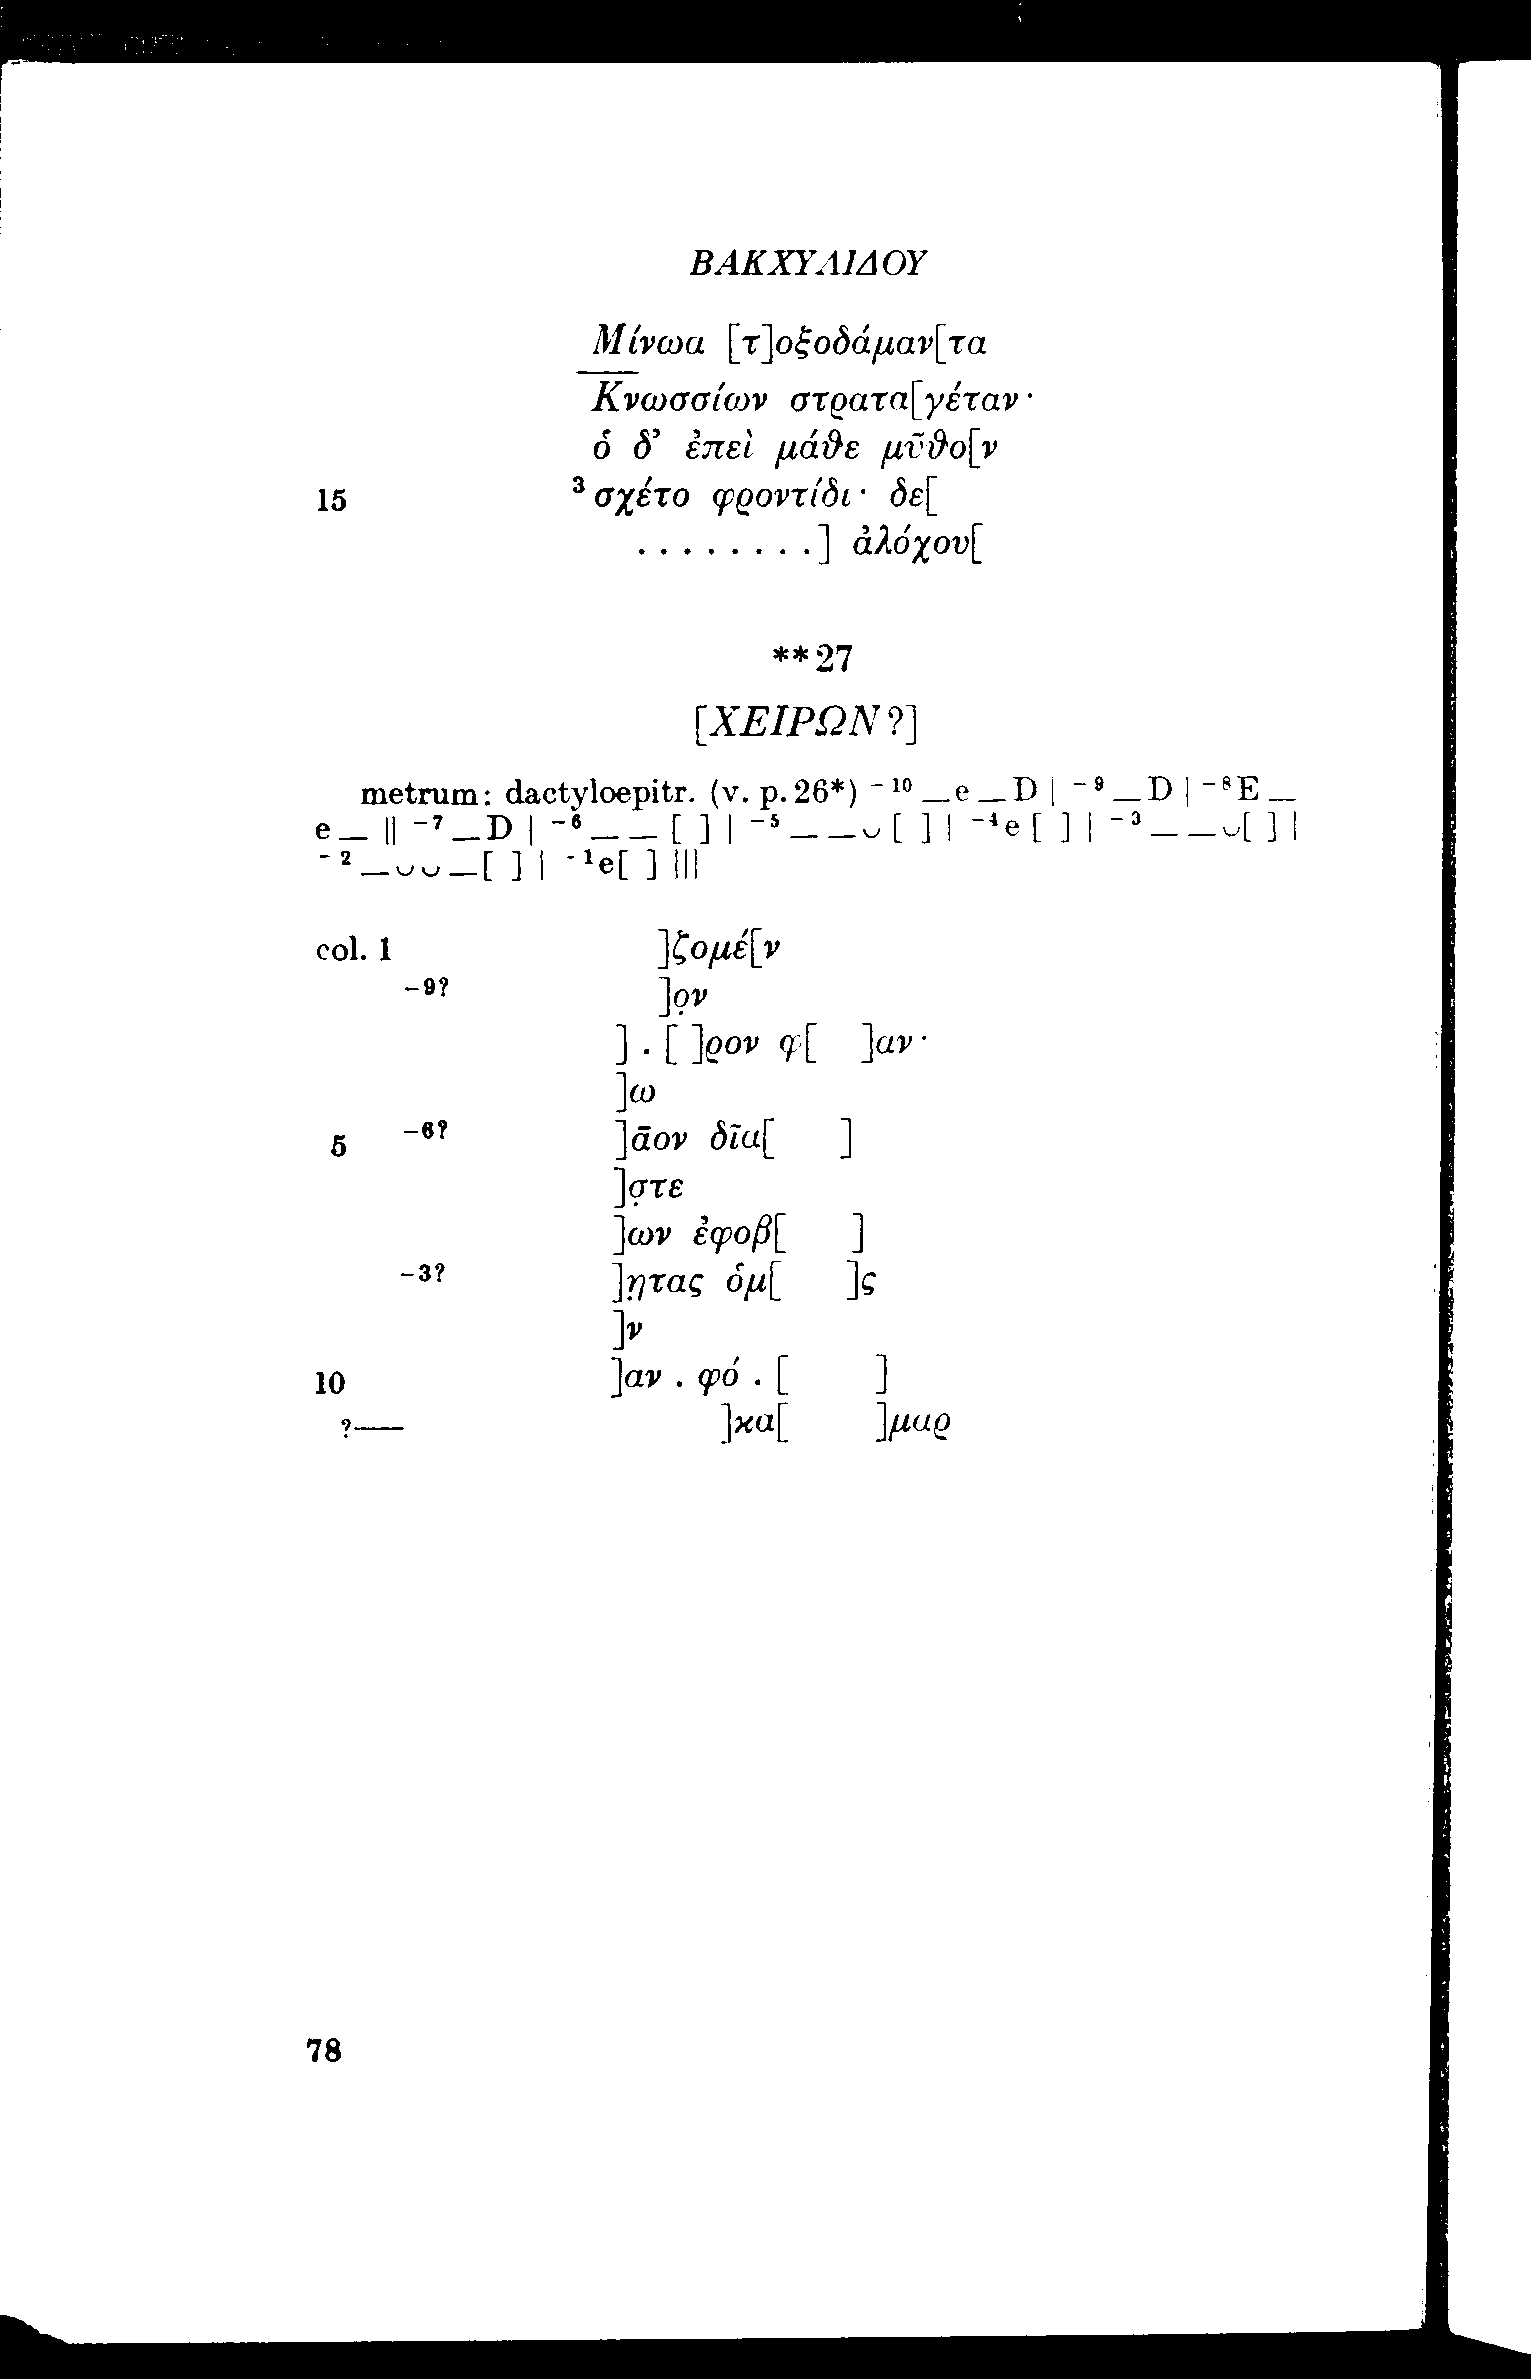 ΒΑΚΧΥΛΙΔΟΥ
Μίνωα [τ]οξοδάμαν[τα
Κνωσσίων στρατα[γέταν·
ὁ δ’ ἐπεὶ μάθε μῦθο[ν
15 ³ σχέτο φροντίδι· δε[
. . . . . . . .] ἀλόχου[
**27
[ΧΕΙΡΩΝ?]
metrum: dactyloepitr. (v. p. 26*) ⁻¹⁰ _ e _ D | ⁻⁹ _ D | ⁻⁸ E _
e _ || ⁻⁷ _ D | ⁻⁶ _ _ [ ] | ⁻⁵ _ _ ⏑ [ ] | ⁻⁴ e [ ] | ⁻³ _ _ ⏑[ ] |
⁻² _ ⏑⏑ _ [ ] | ⁻¹ e[ ] |||
col. 1 ]ζομέ[ν
–9? ]ο̣ν
] . [ ]ρον φ[ ]αν·
]ω
5 –6? ]ᾱον δῖα[ ]
]σ̣τε
]ων ἐφοβ[ ]
–3? ]η̣τας ὁμ[ ]ς
]ν
10 ]αν . φό . [ ]
?— ]κα[ ]μαρ
78